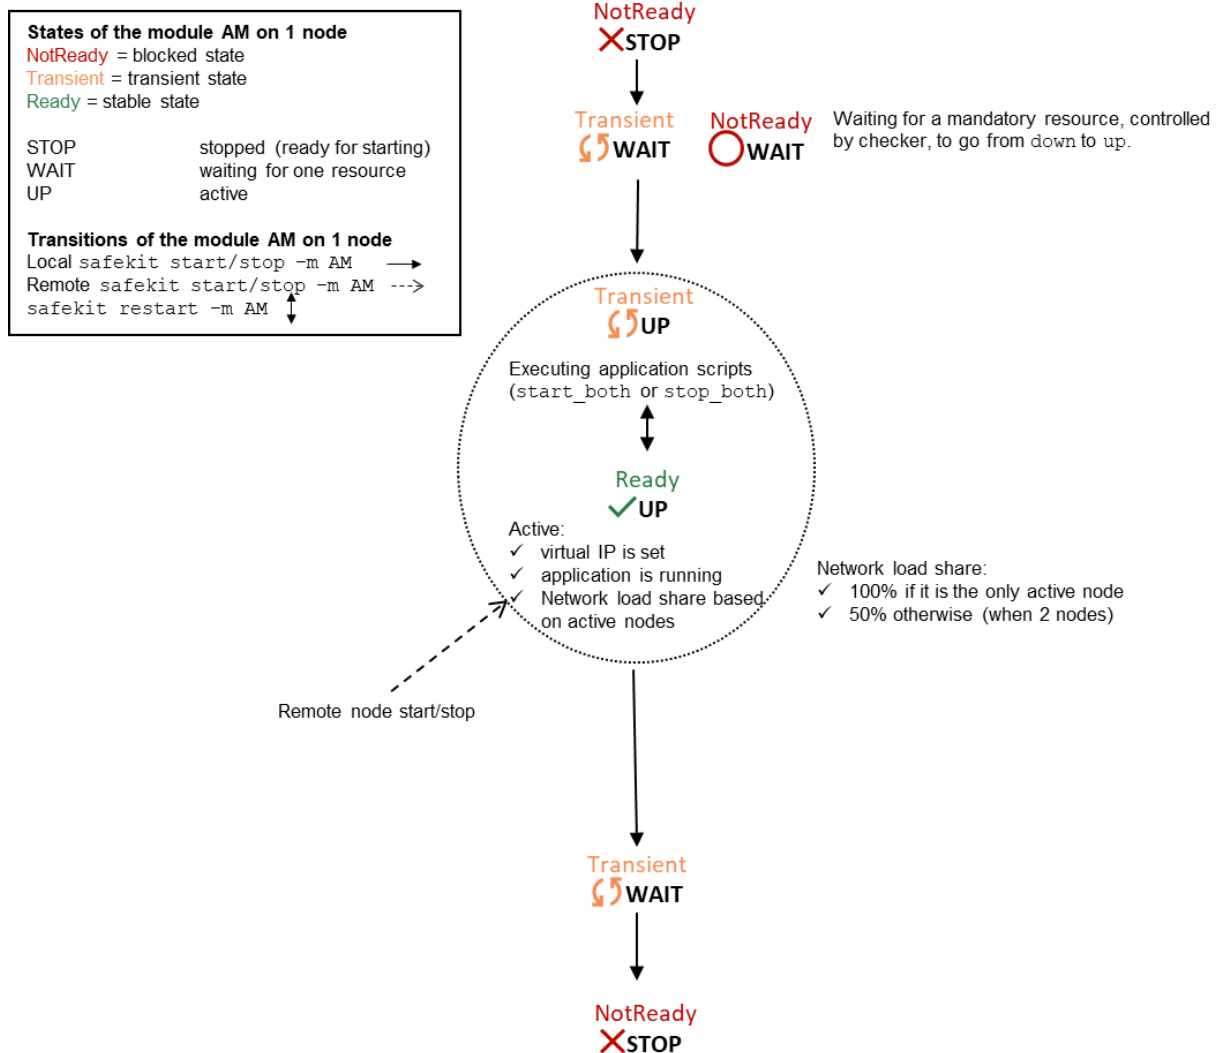 States of the module AM on 1 node
NotReady = blocked state
Transient = transient state
Ready = stable state
STOP stopped (ready for starting)
WAIT waiting for one resource
UP active
Transitions of the module AM on 1 node
Local safekit start/stop -m AM
Remote safekit start/stop -m AM
safekit restart -m AM
NotReady
STOP
Transient
WAIT
NotReady
WAIT
Waiting for a mandatory resource, controlled
by checker, to go from down to up.
Transient
UP
Executing application scripts
(start_both or stop_both)
Ready
UP
Active:
✓ virtual IP is set
✓ application is running
✓ Network load share based
on active nodes
Network load share:
✓ 100% if it is the only active node
✓ 50% otherwise (when 2 nodes)
Remote node start/stop
Transient
WAIT
NotReady
STOP